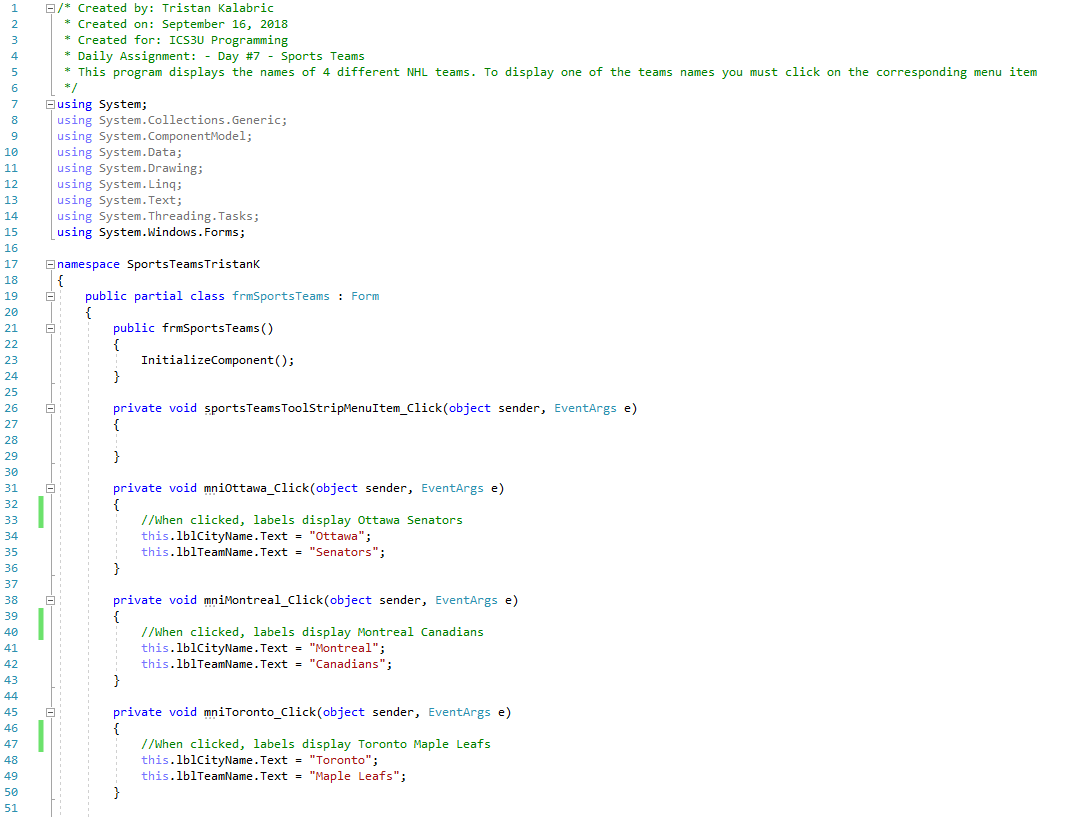 1 /* Created by: Tristan Kalabric
2  * Created on: September 16, 2018
3  * Created for: ICS3U Programming
4  * Daily Assignment: - Day #7 - Sports Teams
5  * This program displays the names of 4 different NHL teams. To display one of the teams names you must click on the corresponding menu item
6  */
7 using System;
8 using System.Collections.Generic;
9 using System.ComponentModel;
10 using System.Data;
11 using System.Drawing;
12 using System.Linq;
13 using System.Text;
14 using System.Threading.Tasks;
15 using System.Windows.Forms;
16
17 namespace SportsTeamsTristanK
18 {
19     public partial class frmSportsTeams : Form
20     {
21         public frmSportsTeams()
22         {
23             InitializeComponent();
24         }
25
26         private void sportsTeamsToolStripMenuItem_Click(object sender, EventArgs e)
27         {
28
29         }
30
31         private void mniOttawa_Click(object sender, EventArgs e)
32         {
33             //When clicked, labels display Ottawa Senators
34             this.lblCityName.Text = "Ottawa";
35             this.lblTeamName.Text = "Senators";
36         }
37
38         private void mniMontreal_Click(object sender, EventArgs e)
39         {
40             //When clicked, labels display Montreal Canadians
41             this.lblCityName.Text = "Montreal";
42             this.lblTeamName.Text = "Canadians";
43         }
44
45         private void mniToronto_Click(object sender, EventArgs e)
46         {
47             //When clicked, labels display Toronto Maple Leafs
48             this.lblCityName.Text = "Toronto";
49             this.lblTeamName.Text = "Maple Leafs";
50         }
51